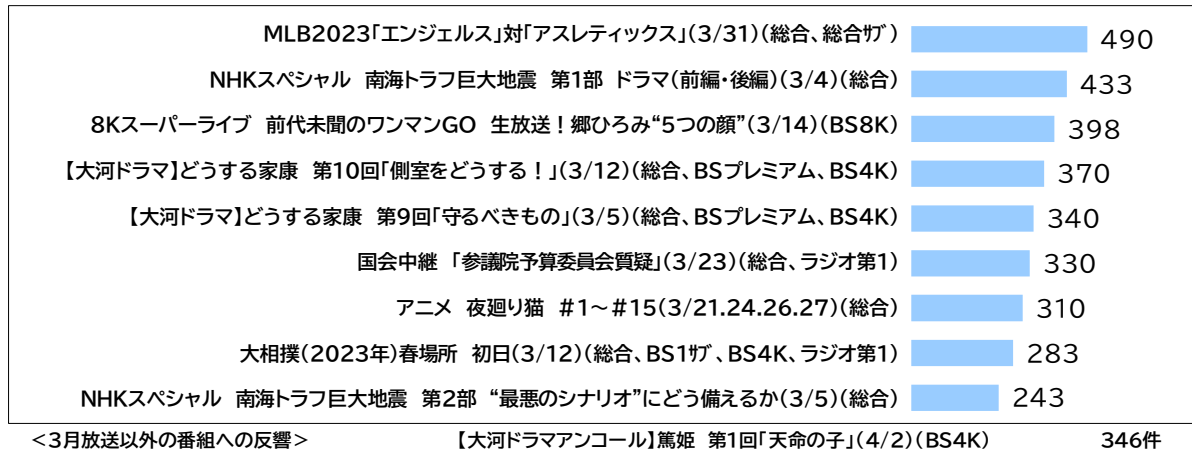 MLB2023「エンジェルス」対「アスレティックス」(3/31)(総合、総合ｻﾌﾞ) 490
NHKスペシャル 南海トラフ巨大地震 第1部 ドラマ(前編・後編)(3/4)(総合) 433
8Kスーパーライブ 前代未聞のワンマンGO 生放送！郷ひろみ“5つの顔”(3/14)(BS8K) 398
【大河ドラマ】どうする家康 第10回「側室をどうする！」(3/12)(総合、BSプレミアム、BS4K) 370
【大河ドラマ】どうする家康 第9回「守るべきもの」(3/5)(総合、BSプレミアム、BS4K) 340
国会中継 「参議院予算委員会質疑」(3/23)(総合、ラジオ第1) 330
アニメ 夜廻り猫 #1～#15(3/21.24.26.27)(総合) 310
大相撲(2023年)春場所 初日(3/12)(総合、BS1ｻﾌﾞ、BS4K、ラジオ第1) 283
NHKスペシャル 南海トラフ巨大地震 第2部 “最悪のシナリオ”にどう備えるか(3/5)(総合) 243
＜3月放送以外の番組への反響＞ 【大河ドラマアンコール】篤姫 第1回「天命の子」(4/2)(BS4K) 346件